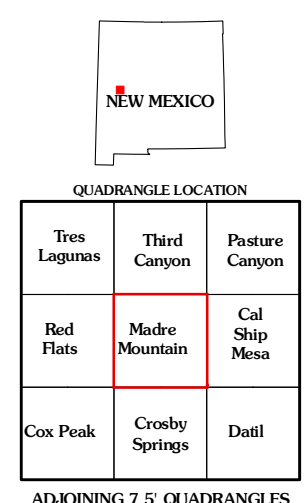 NEW MEXICO
QUADRANGLE LOCATION
Tres
Lagunas
Third
Canyon
Pasture
Canyon
Red
Flats
Madre
Mountain
Cal
Ship
Mesa
Cox Peak
Crosby
Springs
Datil
ADJOINING 7.5' QUADRANGLES